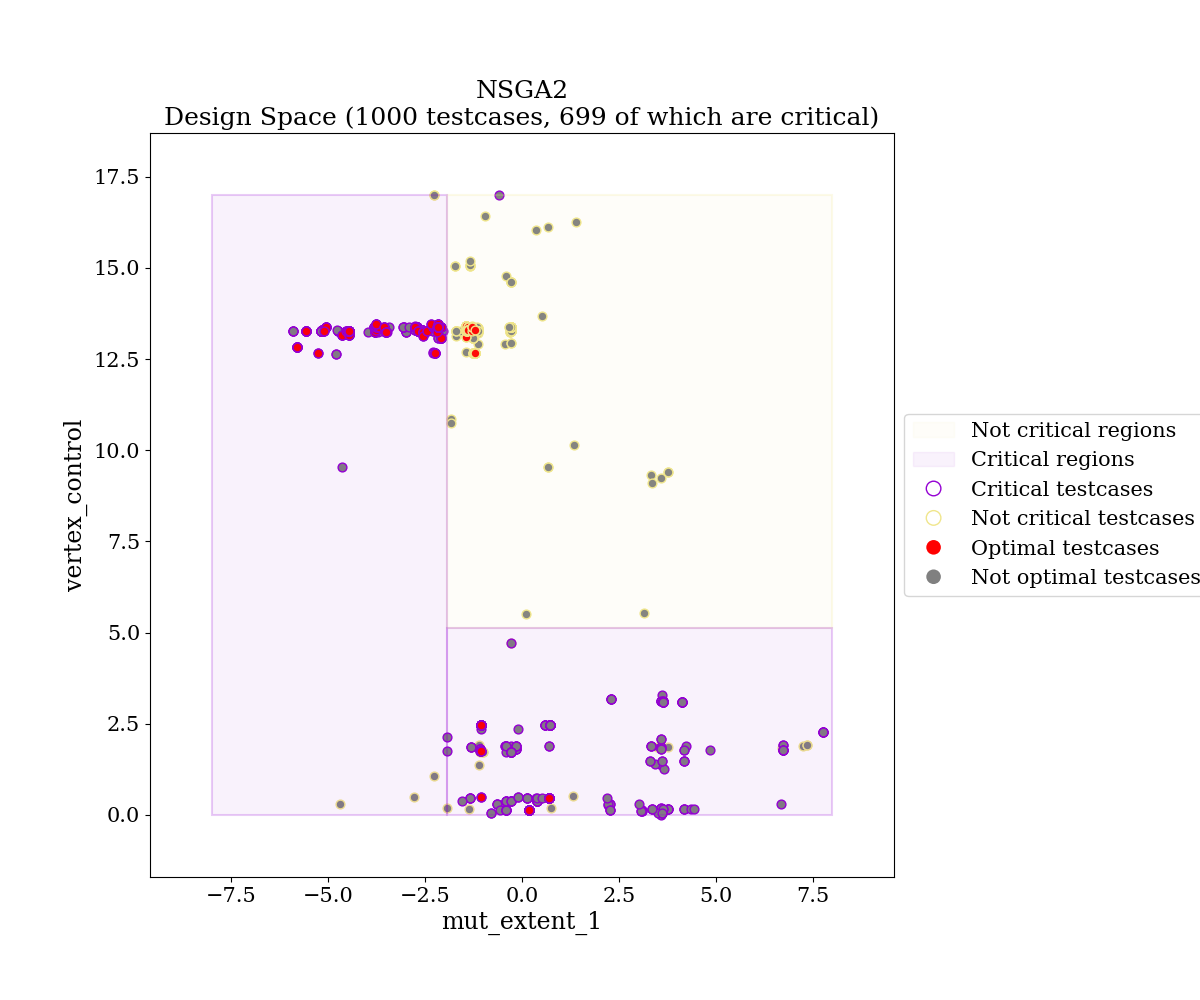 NSGA2
Design Space (1000 testcases, 699 of which are critical)
17.5
15.0
12.5
10.0
7.5
5.0
2.5
0.0
vertex_control
−7.5
−5.0
−2.5
0.0
2.5
5.0
7.5
mut_extent_1
Not critical regions
Critical regions
Critical testcases
Not critical testcases
Optimal testcases
Not optimal testcases